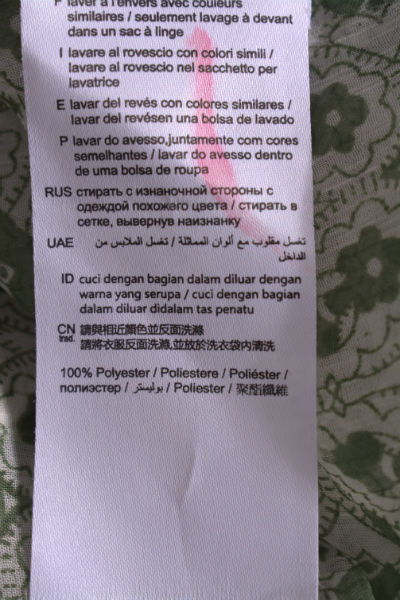 F laver à l'envers avec couleurs
similaires / seulement lavage à devant
dans un sac à linge
I lavare al rovescio con colori simili /
lavare al rovescio nel sacchetto per
lavatrice
E lavar del revés con colores similares /
lavar del revésen una bolsa de lavado
P lavar do avesso,juntamente com cores
semelhantes / lavar do avesso dentro
de uma bolsa de roupa
RUS стирать с изнаночной стороны с
одеждой похожего цвета / стирать в
сетке, вывернув наизнанку
UAE تغسل مقلوب مع ألوان المماثلة / تغسل الملابس من
الداخل
ID cuci dengan bagian dalam diluar dengan
warna yang serupa / cuci dengan bagian
dalam diluar didalam tas penatu
CN 請與相近顏色並反面洗滌
trad. 請將衣服反面洗滌,並放於洗衣袋內清洗
100% Polyester / Poliestere / Poliéster /
полиэстер / بوليستر / Poliester / 聚酯纖維